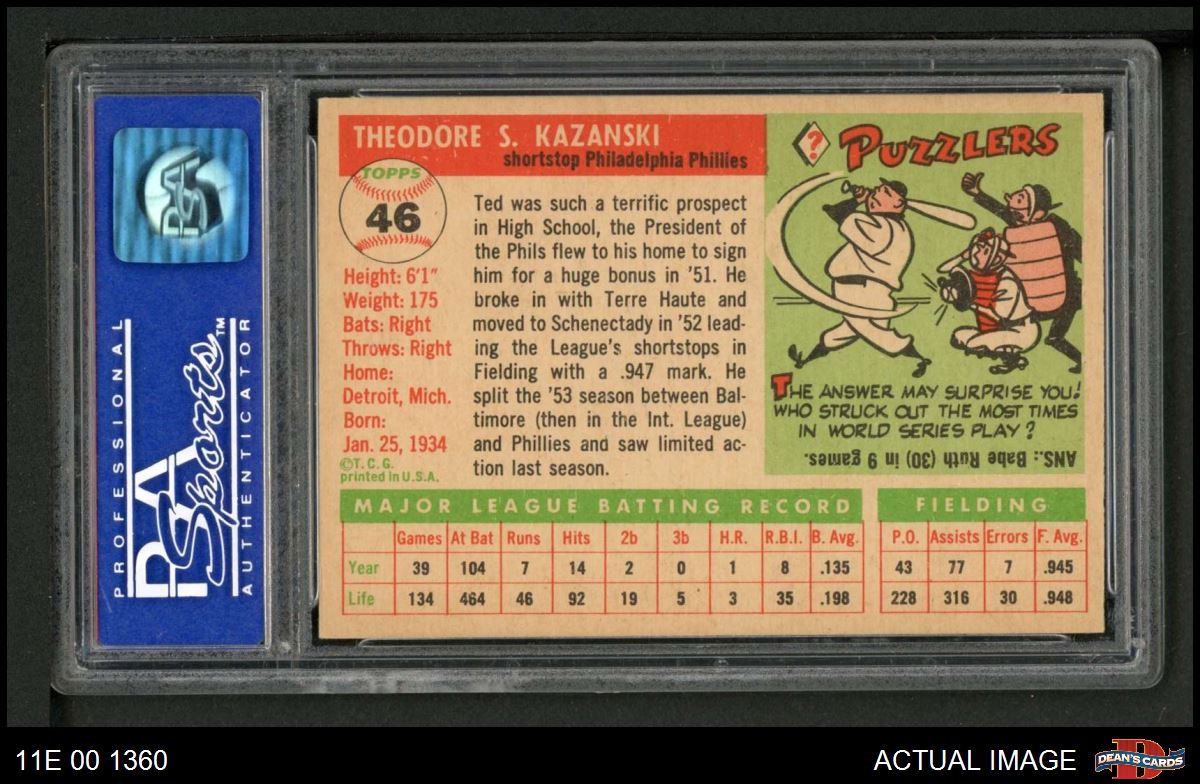 PSA
PROFESSIONAL
PSA
Sports™
AUTHENTICATOR
THEODORE S. KAZANSKI
shortstop Philadelphia Phillies
TOPPS
46
Height: 6'1"
Weight: 175
Bats: Right
Throws: Right
Home:
Detroit, Mich.
Born:
Jan. 25, 1934
©T.C.G.
printed in U.S.A.
Ted was such a terrific prospect
in High School, the President of
the Phils flew to his home to sign
him for a huge bonus in '51. He
broke in with Terre Haute and
moved to Schenectady in '52 lead-
ing the League's shortstops in
Fielding with a .947 mark. He
split the '53 season between Bal-
timore (then in the Int. League)
and Phillies and saw limited ac-
tion last season.
?
PUZZLERS
THE ANSWER MAY SURPRISE YOU!
WHO STRUCK OUT THE MOST TIMES
IN WORLD SERIES PLAY?
ANS.: Babe Ruth (30) in 9 games.
MAJOR LEAGUE BATTING RECORD
Games At Bat Runs Hits 2b 3b H.R. R.B.I. B. Avg.
Year 39 104 7 14 2 0 1 8 .135
Life 134 464 46 92 19 5 3 35 .198
FIELDING
P.O. Assists Errors F. Avg.
43 77 7 .945
228 316 30 .948
11E 00 1360
ACTUAL IMAGE
D
DEAN'S CARDS